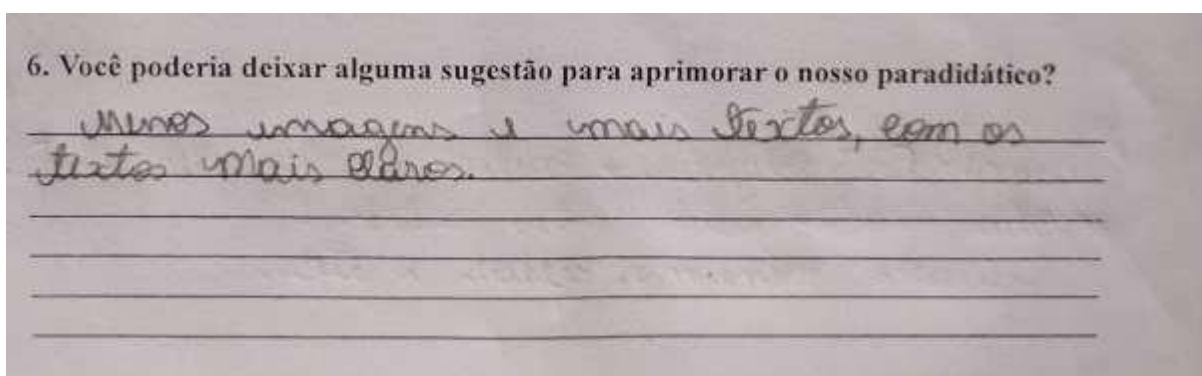 6. Você poderia deixar alguma sugestão para aprimorar o nosso paradidático?
Menos imagens e mais textos, com os
textos mais claros.